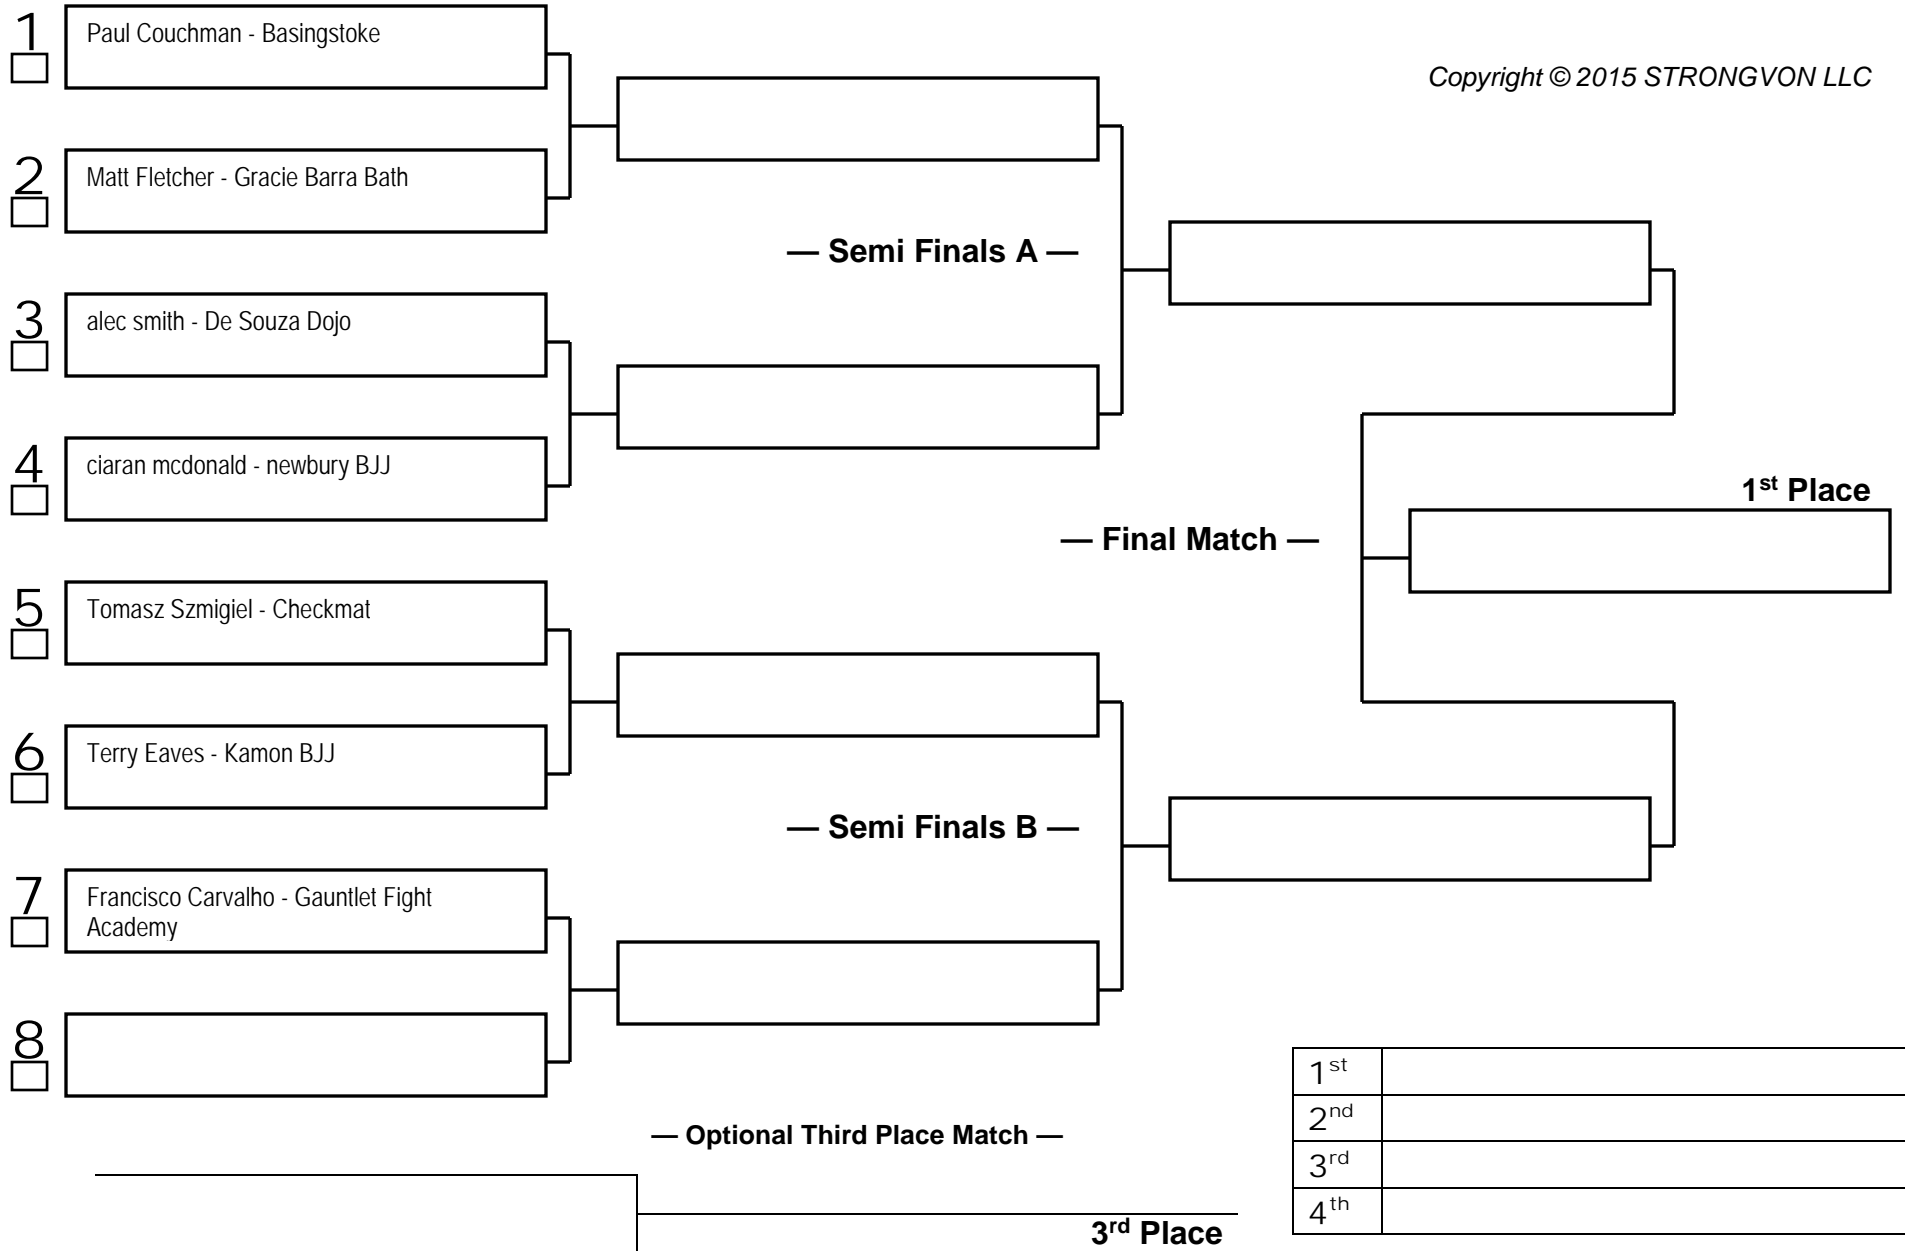 1
Paul Couchman - Basingstoke
Copyright © 2015 STRONGVON LLC
2
Matt Fletcher - Gracie Barra Bath
— Semi Finals A —
3
alec smith - De Souza Dojo
4
ciaran mcdonald - newbury BJJ
1st Place
— Final Match —
5
Tomasz Szmigiel - Checkmat
6
Terry Eaves - Kamon BJJ
— Semi Finals B —
7
Francisco Carvalho - Gauntlet Fight
Academy
8
— Optional Third Place Match —
3rd Place
1st
2nd
3rd
4th